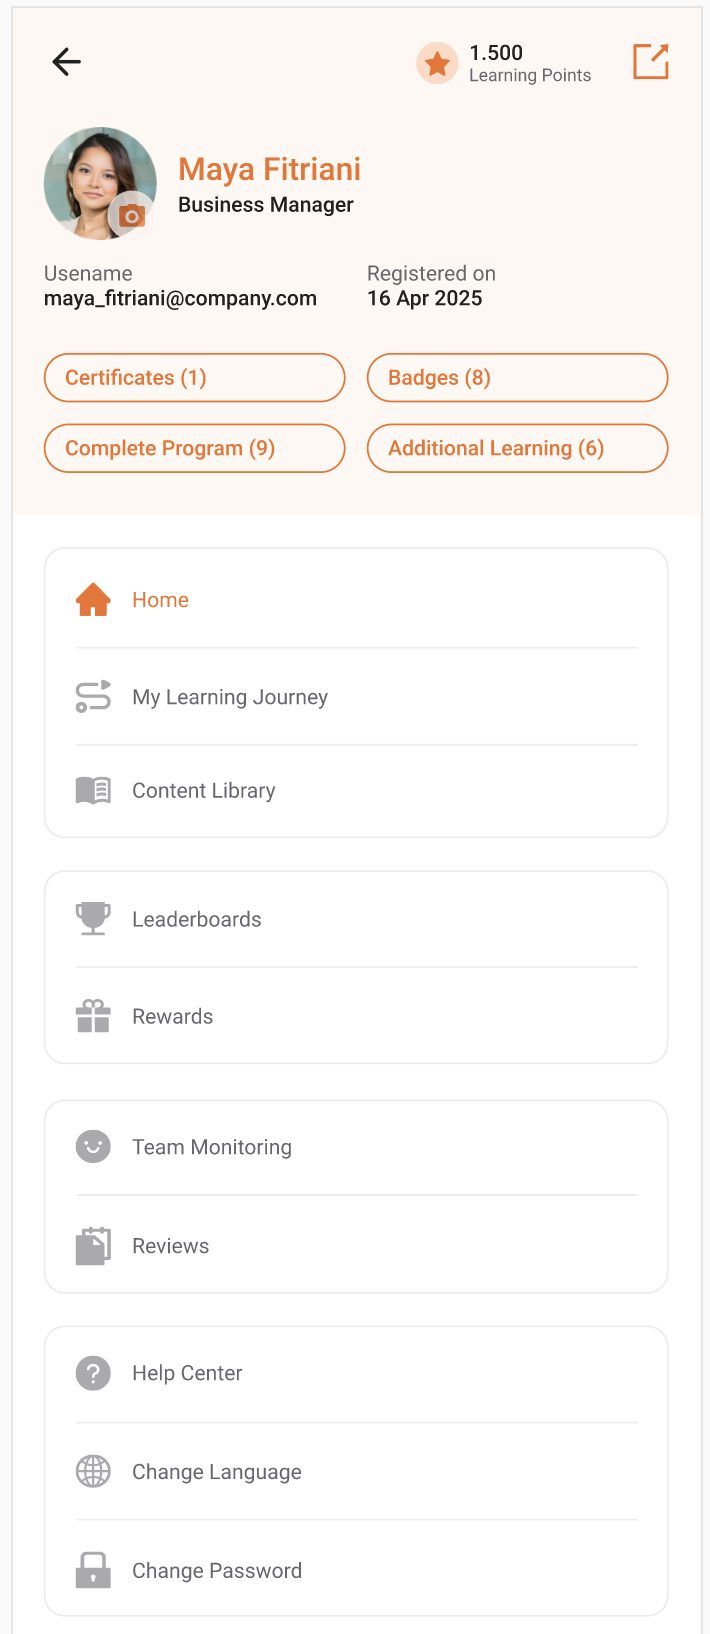 1.500
Learning Points
Maya Fitriani
Business Manager
Usename
maya_fitriani@company.com
Registered on
16 Apr 2025
Certificates (1)
Badges (8)
Complete Program (9)
Additional Learning (6)
Home
My Learning Journey
Content Library
Leaderboards
Rewards
Team Monitoring
Reviews
Help Center
Change Language
Change Password